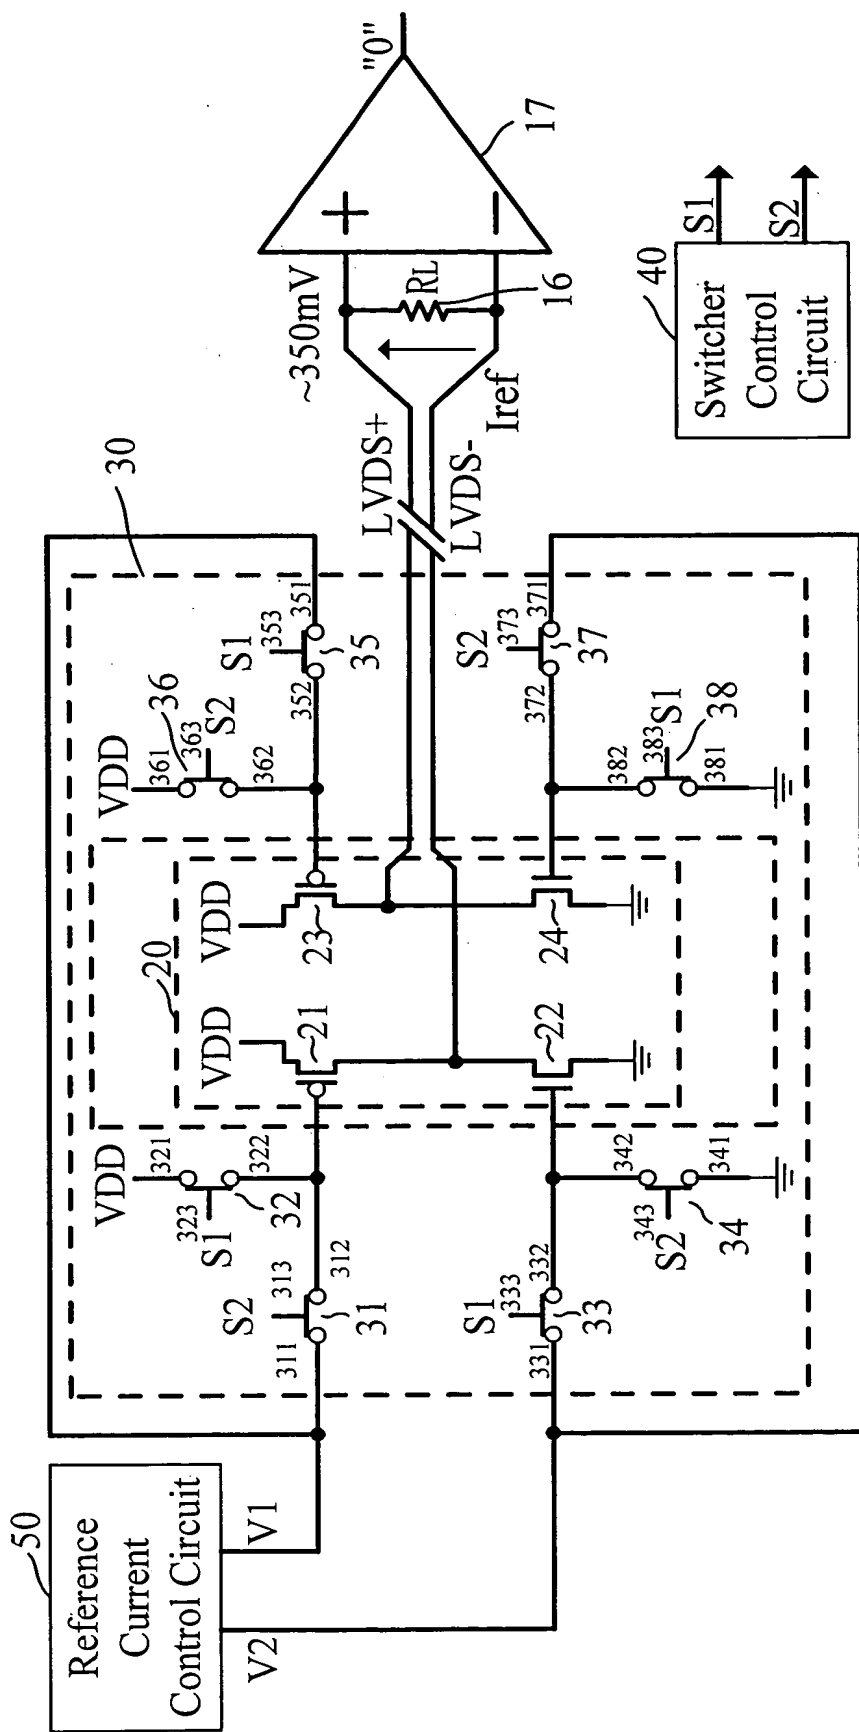 50
Reference
Current
Control Circuit
V1
V2
30
VDD
321
322
323
S1
32
S2
313
311
312
31
S1
333
331
332
33
342
341
343
S2
34
20
VDD
21
22
VDD
23
24
VDD
361
36
363
S2
362
S1
353
351
352
35
S2
373
371
372
37
382
383
S1
381
38
LVDS+
LVDS-
~350mV
Iref
RL
16
+
−
17
"0"
40
Switcher
Control
Circuit
S1
S2